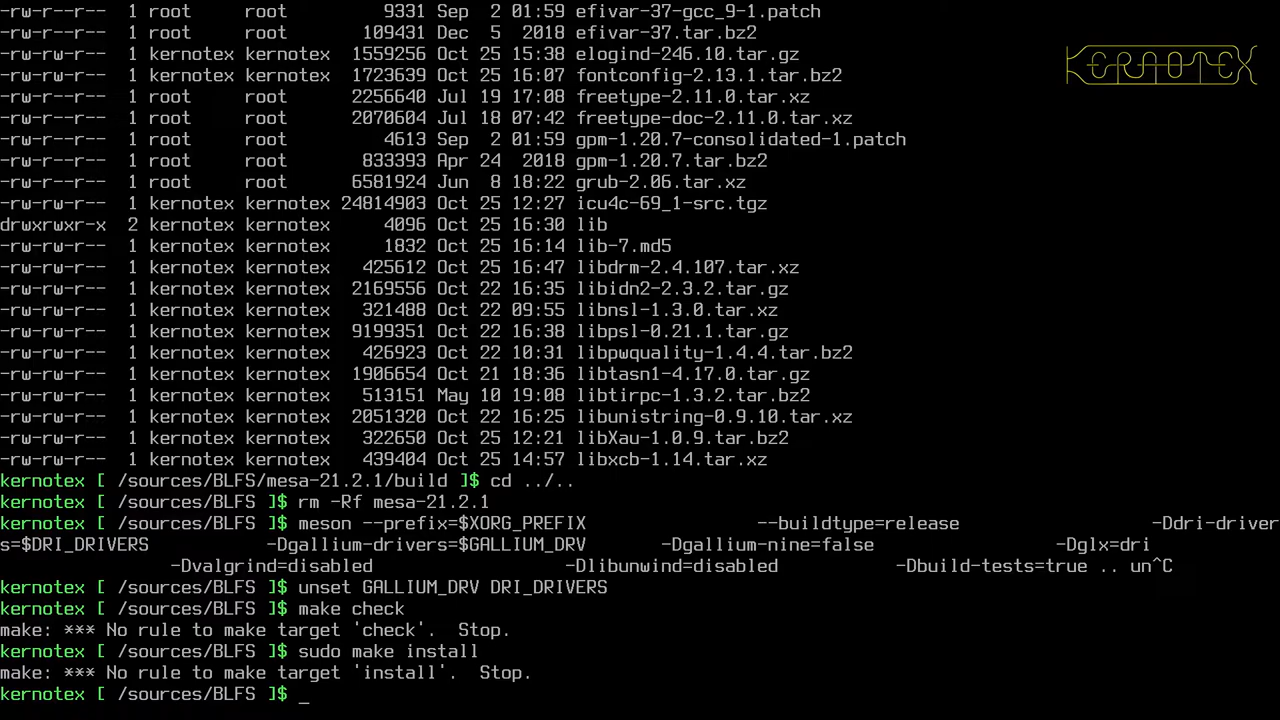 -rw-r--r-- 1 root root 9331 Sep 2 01:59 efivar-37-gcc_9-1.patch
-rw-r--r-- 1 root root 109431 Dec 5 2018 efivar-37.tar.bz2
-rw-rw-r-- 1 kernotex kernotex 1559256 Oct 25 15:38 elogind-246.10.tar.gz
-rw-rw-r-- 1 kernotex kernotex 1723639 Oct 25 16:07 fontconfig-2.13.1.tar.bz2
-rw-r--r-- 1 root root 2256640 Jul 19 17:08 freetype-2.11.0.tar.xz
-rw-r--r-- 1 root root 2070604 Jul 18 07:42 freetype-doc-2.11.0.tar.xz
-rw-r--r-- 1 root root 4613 Sep 2 01:59 gpm-1.20.7-consolidated-1.patch
-rw-r--r-- 1 root root 833393 Apr 24 2018 gpm-1.20.7.tar.bz2
-rw-r--r-- 1 root root 6581924 Jun 8 18:22 grub-2.06.tar.xz
-rw-rw-r-- 1 kernotex kernotex 24814903 Oct 25 12:27 icu4c-69_1-src.tgz
drwxrwxr-x 2 kernotex kernotex 4096 Oct 25 16:30 lib
-rw-rw-r-- 1 kernotex kernotex 1832 Oct 25 16:14 lib-7.md5
-rw-rw-r-- 1 kernotex kernotex 425612 Oct 25 16:47 libdrm-2.4.107.tar.xz
-rw-rw-r-- 1 kernotex kernotex 2169556 Oct 22 16:35 libidn2-2.3.2.tar.gz
-rw-rw-r-- 1 kernotex kernotex 321488 Oct 22 09:55 libnsl-1.3.0.tar.xz
-rw-rw-r-- 1 kernotex kernotex 9199351 Oct 22 16:38 libpsl-0.21.1.tar.gz
-rw-rw-r-- 1 kernotex kernotex 426923 Oct 22 10:31 libpwquality-1.4.4.tar.bz2
-rw-rw-r-- 1 kernotex kernotex 1906654 Oct 21 18:36 libtasn1-4.17.0.tar.gz
-rw-rw-r-- 1 kernotex kernotex 513151 May 10 19:08 libtirpc-1.3.2.tar.bz2
-rw-rw-r-- 1 kernotex kernotex 2051320 Oct 22 16:25 libunistring-0.9.10.tar.xz
-rw-rw-r-- 1 kernotex kernotex 322650 Oct 25 12:21 libXau-1.0.9.tar.bz2
-rw-rw-r-- 1 kernotex kernotex 439404 Oct 25 14:57 libxcb-1.14.tar.xz
kernotex [ /sources/BLFS/mesa-21.2.1/build ]$ cd ../..
kernotex [ /sources/BLFS ]$ rm -Rf mesa-21.2.1
kernotex [ /sources/BLFS ]$ meson --prefix=$XORG_PREFIX --buildtype=release -Ddri-driver
s=$DRI_DRIVERS -Dgallium-drivers=$GALLIUM_DRV -Dgallium-nine=false -Dglx=dri
-Dvalgrind=disabled -Dlibunwind=disabled -Dbuild-tests=true .. un^C
kernotex [ /sources/BLFS ]$ unset GALLIUM_DRV DRI_DRIVERS
kernotex [ /sources/BLFS ]$ make check
make: *** No rule to make target 'check'. Stop.
kernotex [ /sources/BLFS ]$ sudo make install
make: *** No rule to make target 'install'. Stop.
kernotex [ /sources/BLFS ]$ _
KERNOTEX